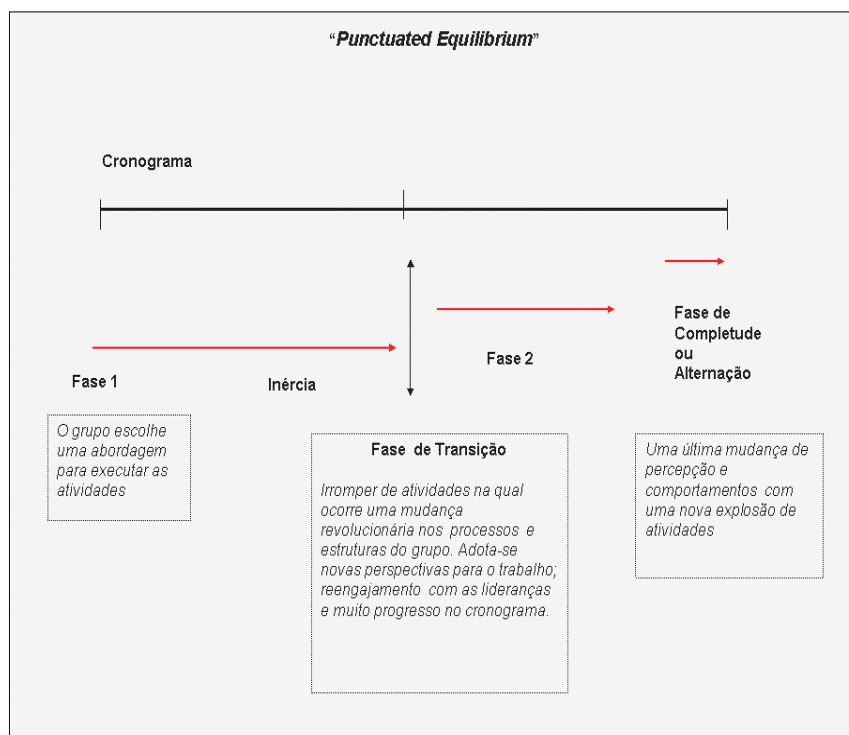 “Punctuated Equilibrium”
Cronograma
Fase 1
Inércia
Fase 2
Fase de
Completude
ou
Alternação
O grupo escolhe
uma abordagem
para executar as
atividades
Fase de Transição
Irromper de atividades na qual
ocorre uma mudança
revolucionária nos processos e
estruturas do grupo. Adota-se
novas perspectivas para o trabalho;
reengajamento com as lideranças
e muito progresso no cronograma.
Uma última mudança de
percepção e
comportamentos com
uma nova explosão de
atividades